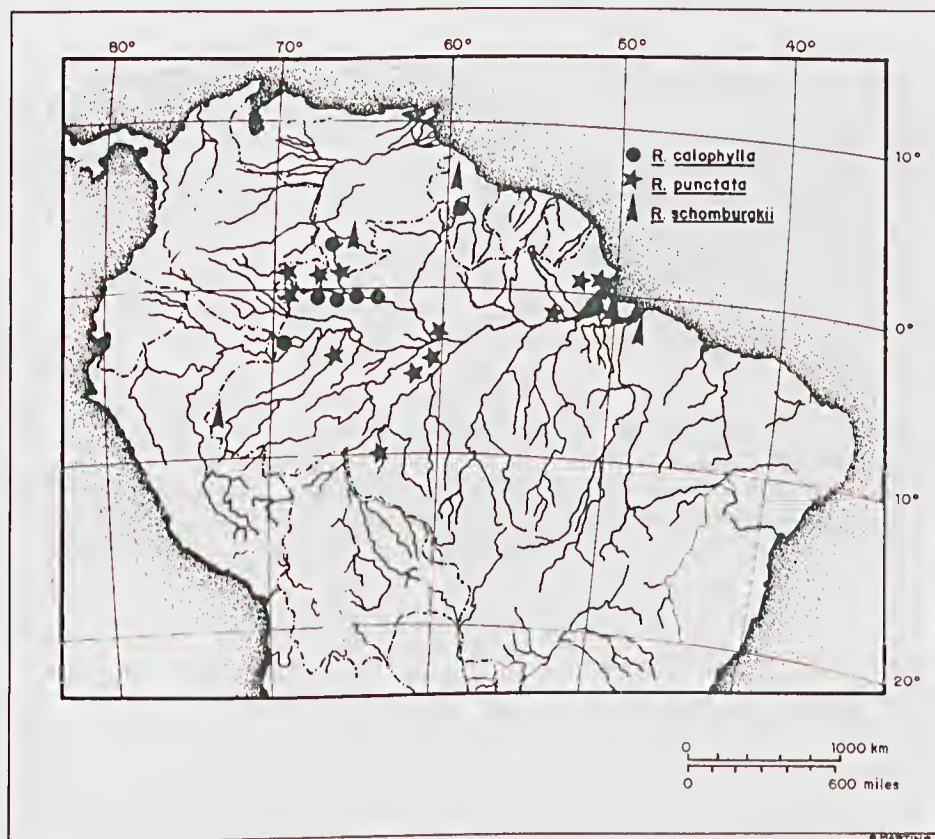 80° 70° 60° 50° 40°
R. calophylla
R. punctata
R. schomburgkii
10°
0°
10°
20°
0 1000 km
0 600 miles